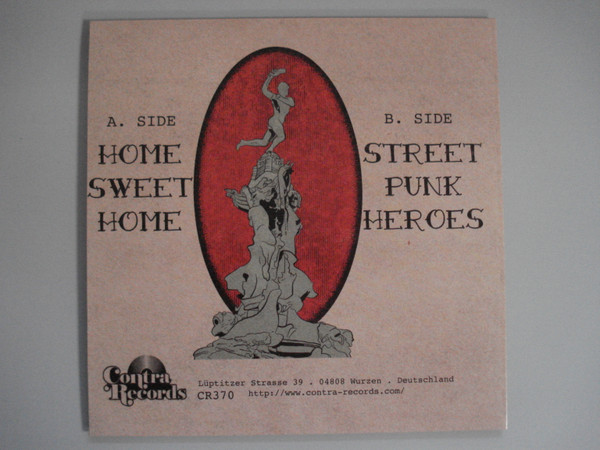 A. SIDE
HOME
SWEET
HOME
B. SIDE
STREET
PUNK
HEROES
Contra
Records
Lüptitzer Strasse 39 . 04808 Wurzen . Deutschland
CR370 http://www.contra-records.com/